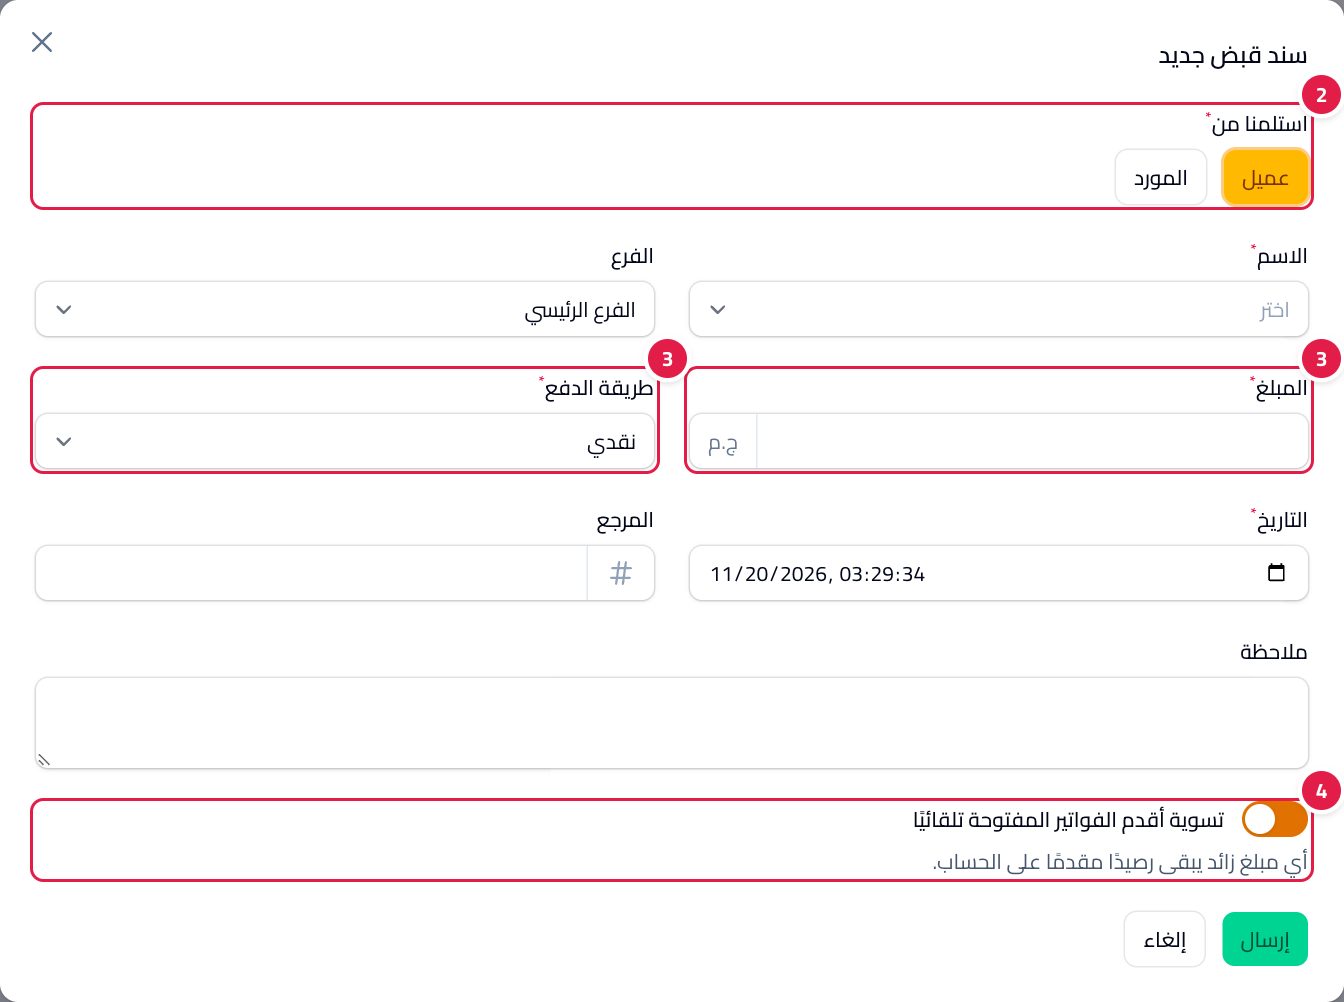 سند قبض جديد
2
استلمنا من*
عميل المورد
الاسم* الفرع
اختر الفرع الرئيسي
3 3
المبلغ* طريقة الدفع*
ج.م نقدي
التاريخ* المرجع
11/20/2026, 03:29:34 #
ملاحظة
4
تسوية أقدم الفواتير المفتوحة تلقائيًا
أي مبلغ زائد يبقى رصيدًا مقدمًا على الحساب.
إرسال إلغاء